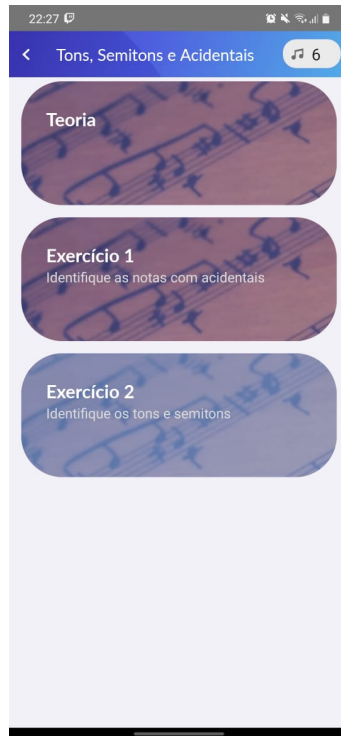 22:27
Tons, Semitons e Acidentais
6
Teoria
Exercício 1
Identifique as notas com acidentais
Exercício 2
Identifique os tons e semitons